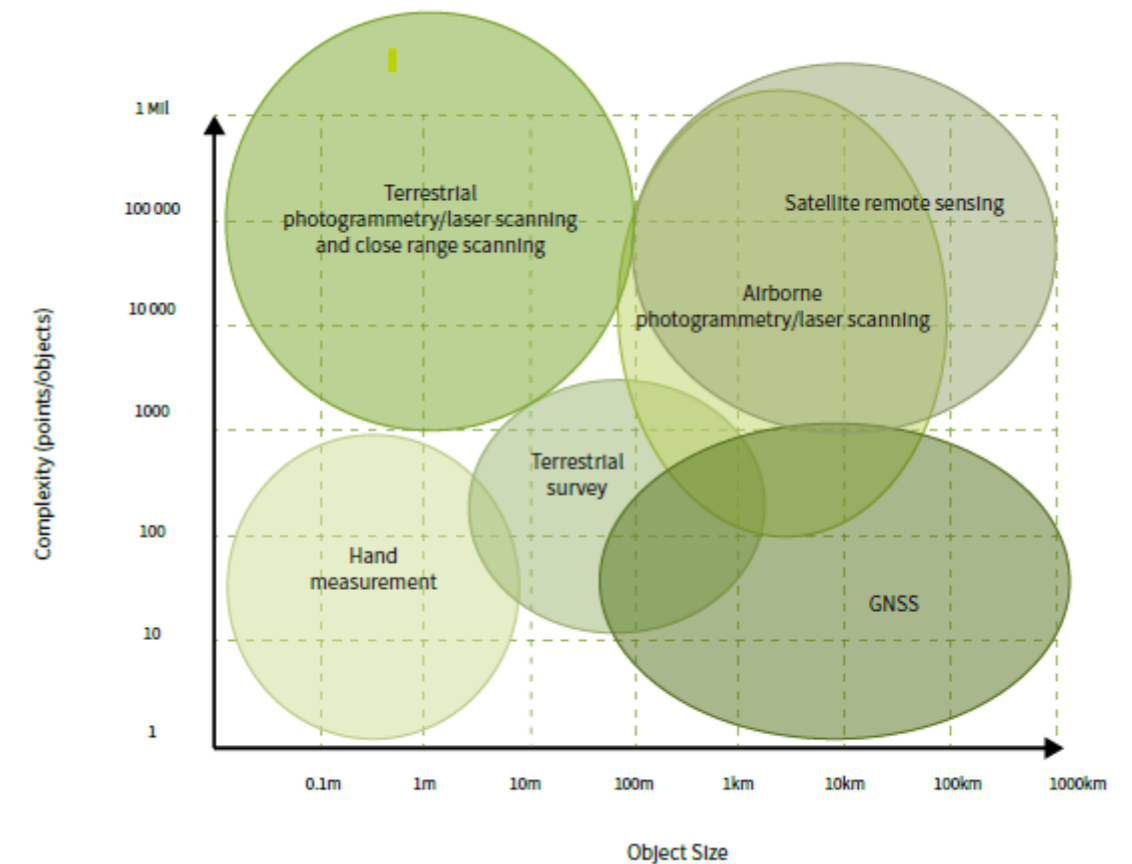 1 Mil
100 000
10 000
1000
100
10
1
Complexity (points/objects)
Terrestrial
photogrammetry/laser scanning
and close range scanning
Satellite remote sensing
Airborne
photogrammetry/laser scanning
Terrestrial
survey
Hand
measurement
GNSS
0.1m 1m 10m 100m 1km 10km 100km 1000km
Object Size